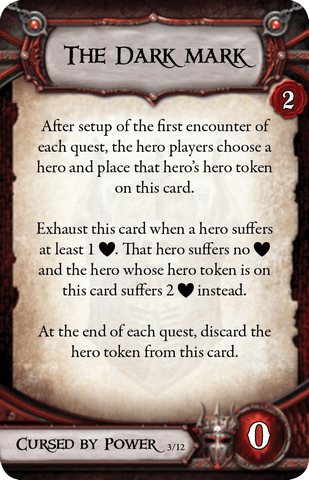 The Dark mark
2
After setup of the first encounter of
each quest, the hero players choose a
hero and place that hero's hero token
on this card.
Exhaust this card when a hero suffers
at least 1 ♥. That hero suffers no ♥
and the hero whose hero token is on
this card suffers 2 ♥ instead.
At the end of each quest, discard the
hero token from this card.
Cursed by Power 3/12
0